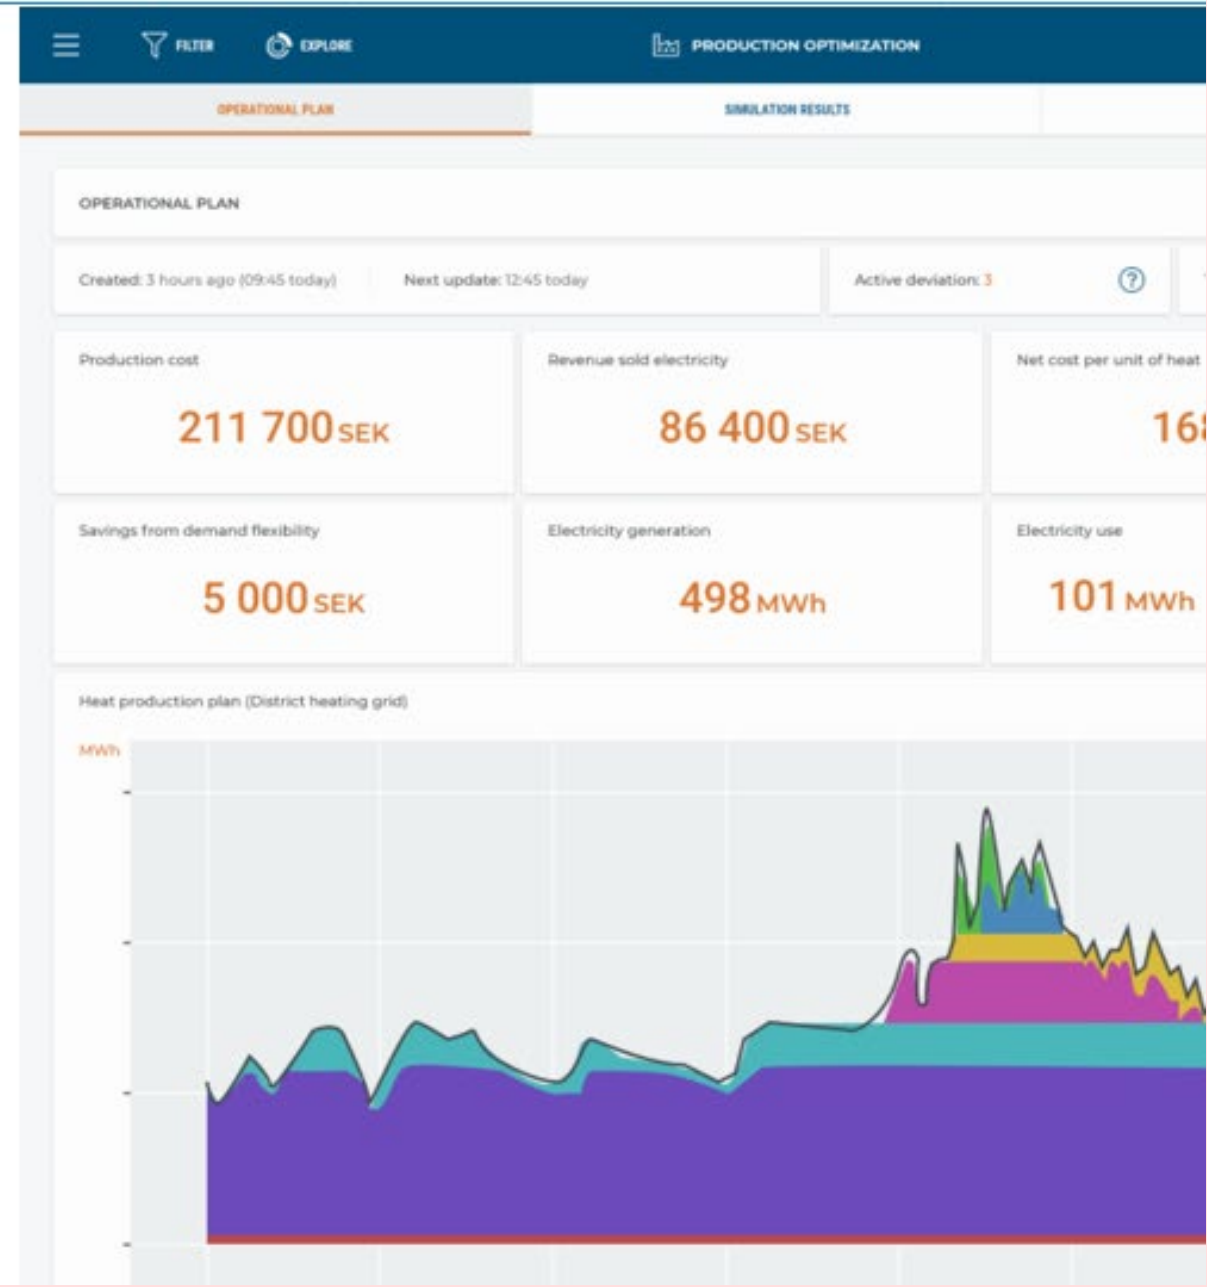 FILTER
EXPLORE
PRODUCTION OPTIMIZATION
OPERATIONAL PLAN
SIMULATION RESULTS
OPERATIONAL PLAN
Created: 3 hours ago (09:45 today)
Next update: 12:45 today
Active deviation: 3
?
Production cost
Revenue sold electricity
Net cost per unit of heat
211 700 SEK
86 400 SEK
168
Savings from demand flexibility
Electricity generation
Electricity use
5 000 SEK
498 MWh
101 MWh
Heat production plan (District heating grid)
MWh